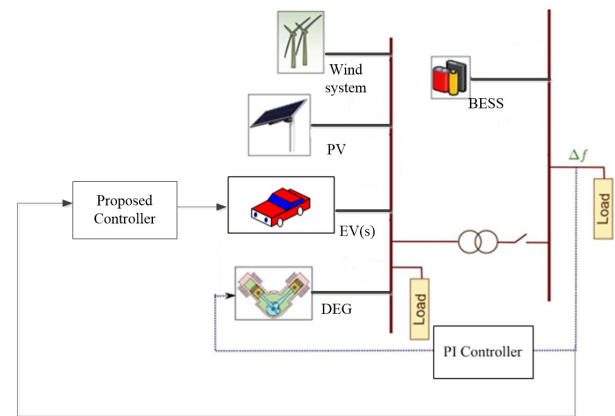 Wind
system
BESS
PV
Δf
Proposed
Controller
Load
EV(s)
DEG
Load
PI Controller